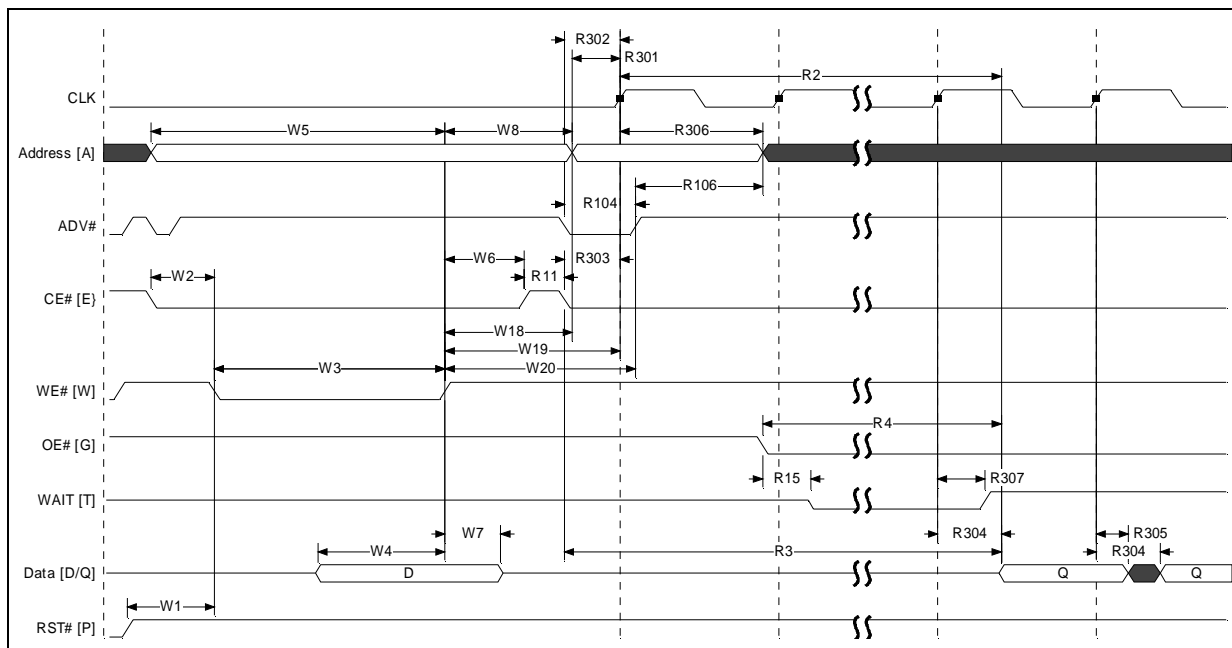 R302
R301
R2
CLK
W5
W8
R306
Address [A]
R106
R104
ADV#
W6
R303
W2
R11
CE# [E}
W18
W19
W3
W20
WE# [W]
R4
OE# [G]
R15
R307
WAIT [T]
W7
R304
R305
W4
R3
R304
Data [D/Q]
D
Q
Q
W1
RST# [P]